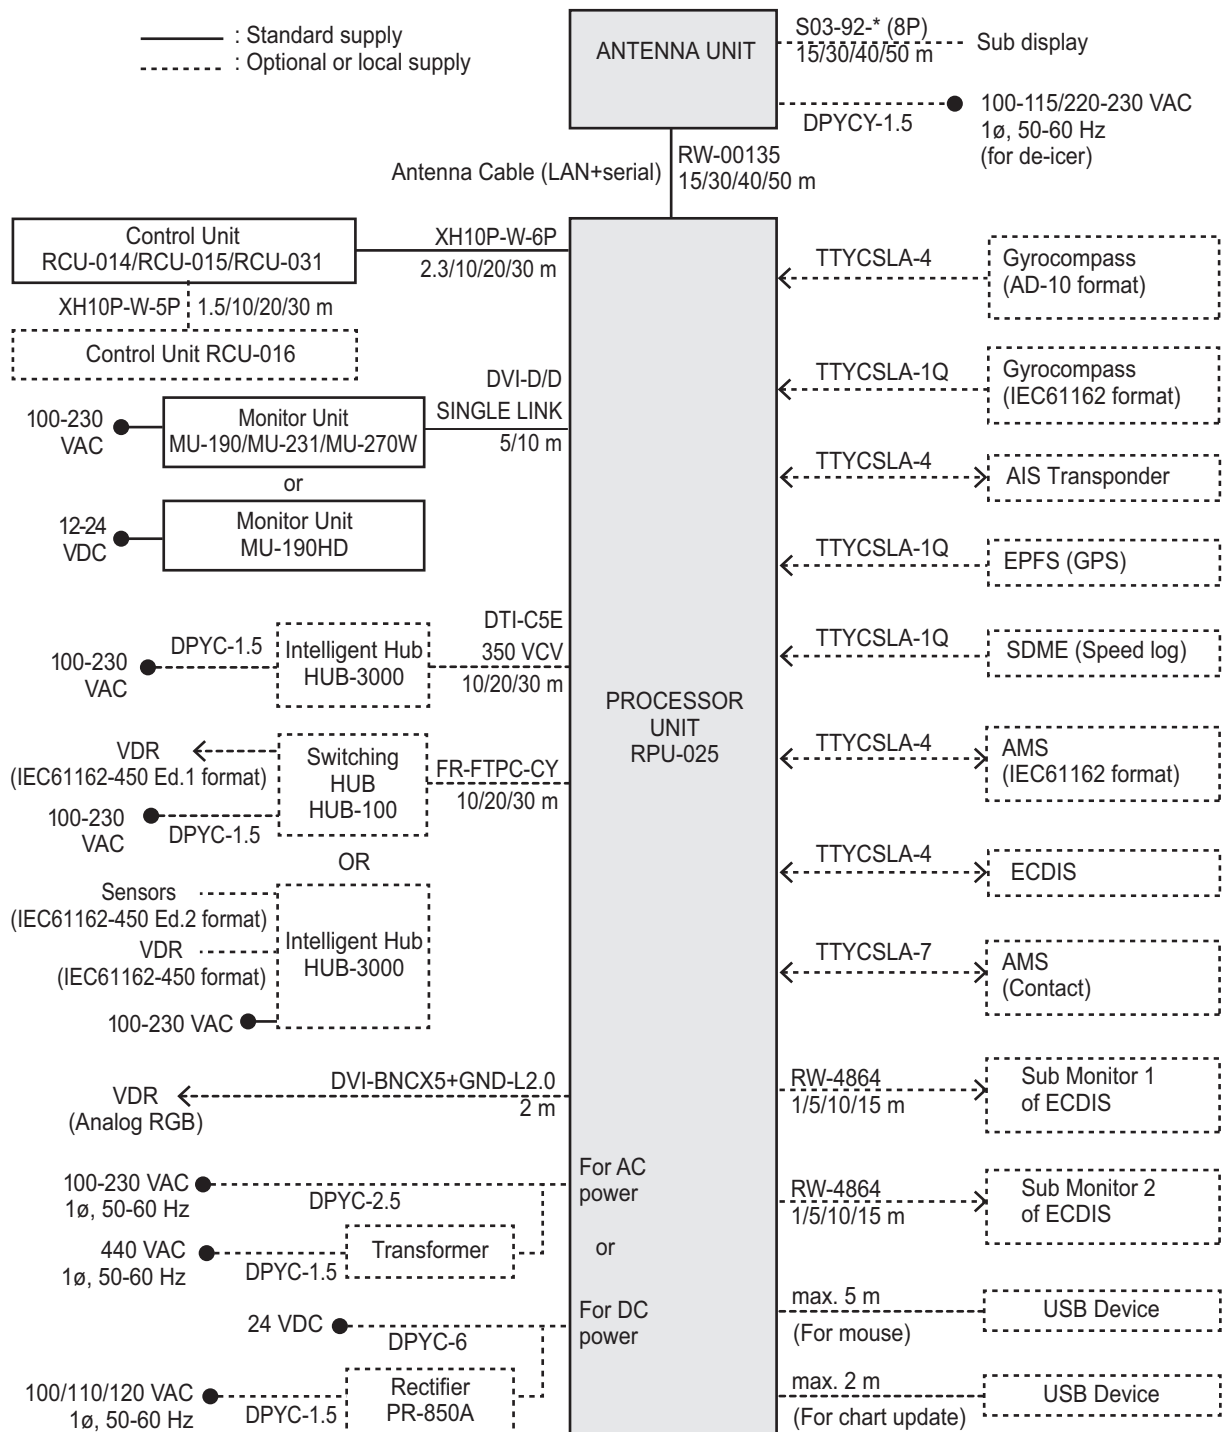 : Standard supply
: Optional or local supply
ANTENNA UNIT
S03-92-* (8P)
15/30/40/50 m
Sub display
DPYCY-1.5
100-115/220-230 VAC
1ø, 50-60 Hz
(for de-icer)
Antenna Cable (LAN+serial)
RW-00135
15/30/40/50 m
Control Unit
RCU-014/RCU-015/RCU-031
XH10P-W-6P
2.3/10/20/30 m
XH10P-W-5P
1.5/10/20/30 m
Control Unit RCU-016
100-230
VAC
Monitor Unit
MU-190/MU-231/MU-270W
DVI-D/D
SINGLE LINK
5/10 m
or
12-24
VDC
Monitor Unit
MU-190HD
100-230
VAC
DPYC-1.5
Intelligent Hub
HUB-3000
DTI-C5E
350 VCV
10/20/30 m
VDR
(IEC61162-450 Ed.1 format)
100-230
VAC
DPYC-1.5
Switching
HUB
HUB-100
FR-FTPC-CY
10/20/30 m
OR
Sensors
(IEC61162-450 Ed.2 format)
VDR
(IEC61162-450 format)
100-230 VAC
Intelligent Hub
HUB-3000
VDR
(Analog RGB)
DVI-BNCX5+GND-L2.0
2 m
100-230 VAC
1ø, 50-60 Hz
DPYC-2.5
440 VAC
1ø, 50-60 Hz
DPYC-1.5
Transformer
24 VDC
DPYC-6
100/110/120 VAC
1ø, 50-60 Hz
DPYC-1.5
Rectifier
PR-850A
PROCESSOR
UNIT
RPU-025
For AC
power
or
For DC
power
TTYCSLA-4
Gyrocompass
(AD-10 format)
TTYCSLA-1Q
Gyrocompass
(IEC61162 format)
TTYCSLA-4
AIS Transponder
TTYCSLA-1Q
EPFS (GPS)
TTYCSLA-1Q
SDME (Speed log)
TTYCSLA-4
AMS
(IEC61162 format)
TTYCSLA-4
ECDIS
TTYCSLA-7
AMS
(Contact)
RW-4864
1/5/10/15 m
Sub Monitor 1
of ECDIS
RW-4864
1/5/10/15 m
Sub Monitor 2
of ECDIS
max. 5 m
(For mouse)
USB Device
max. 2 m
(For chart update)
USB Device